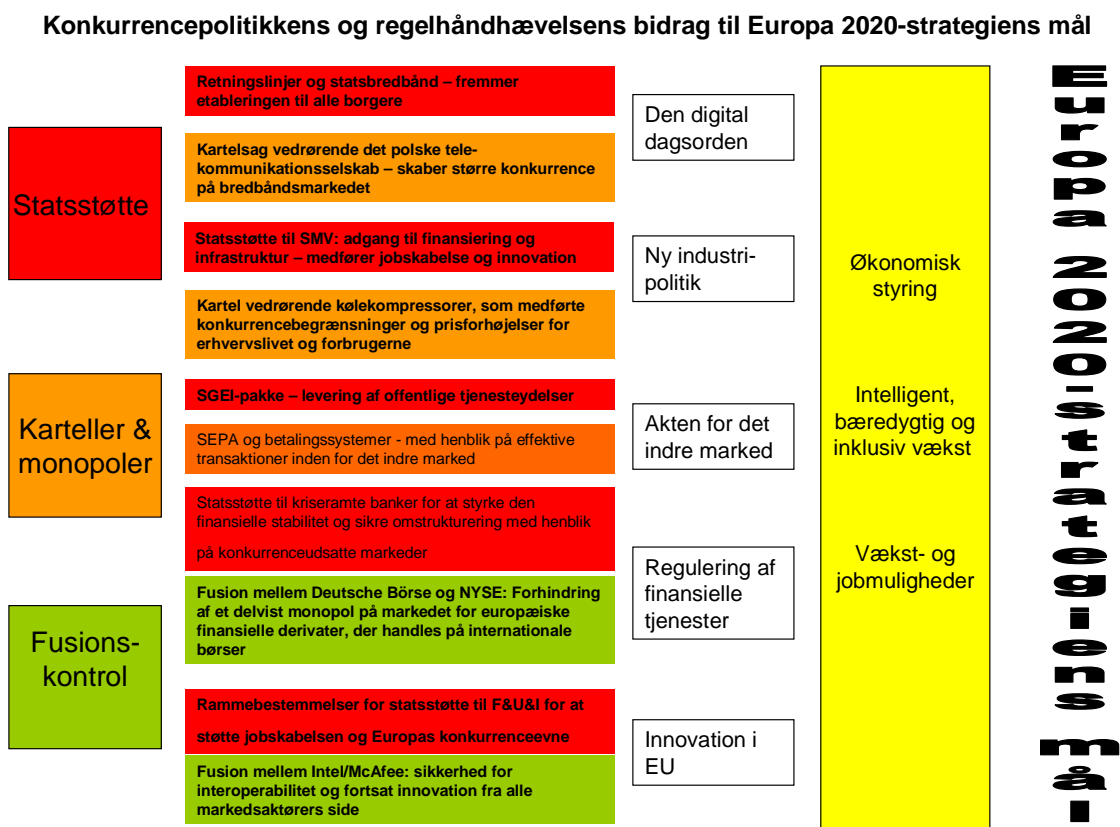 Konkurrencepolitikkens og regelhåndhævelsens bidrag til Europa 2020-strategiens mål
Statsstøtte
Karteller &
monopoler
Fusions-
kontrol
Retningslinjer og statsbredbånd – fremmer
etableringen til alle borgere
Kartelsag vedrørende det polske tele-
kommunikationsselskab – skaber større konkurrence
på bredbåndsmarkedet
Statsstøtte til SMV: adgang til finansiering og
infrastruktur – medfører jobskabelse og innovation
Kartel vedrørende kølekompressorer, som medførte
konkurrencebegrænsninger og prisforhøjelser for
erhvervslivet og forbrugerne
SGEI-pakke – levering af offentlige tjenesteydelser
SEPA og betalingssystemer - med henblik på effektive
transaktioner inden for det indre marked
Statsstøtte til kriseramte banker for at styrke den
finansielle stabilitet og sikre omstrukturering med henblik
på konkurrenceudsatte markeder
Fusion mellem Deutsche Börse og NYSE: Forhindring
af et delvist monopol på markedet for europæiske
finansielle derivater, der handles på internationale
børser
Rammebestemmelser for statsstøtte til F&U&I for at
støtte jobskabelsen og Europas konkurrenceevne
Fusion mellem Intel/McAfee: sikkerhed for
interoperabilitet og fortsat innovation fra alle
markedsaktørers side
Den digital
dagsorden
Ny industri-
politik
Akten for det
indre marked
Regulering af
finansielle
tjenester
Innovation i
EU
Økonomisk
styring
Intelligent,
bæredygtig og
inklusiv vækst
Vækst- og
jobmuligheder
Europa 2020-strategiens mål